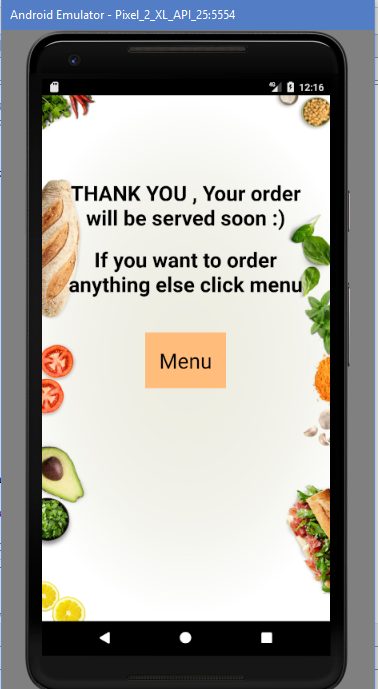 Android Emulator - Pixel_2_XL_API_25:5554
12:16
THANK YOU , Your order
will be served soon :)
If you want to order
anything else click menu
Menu